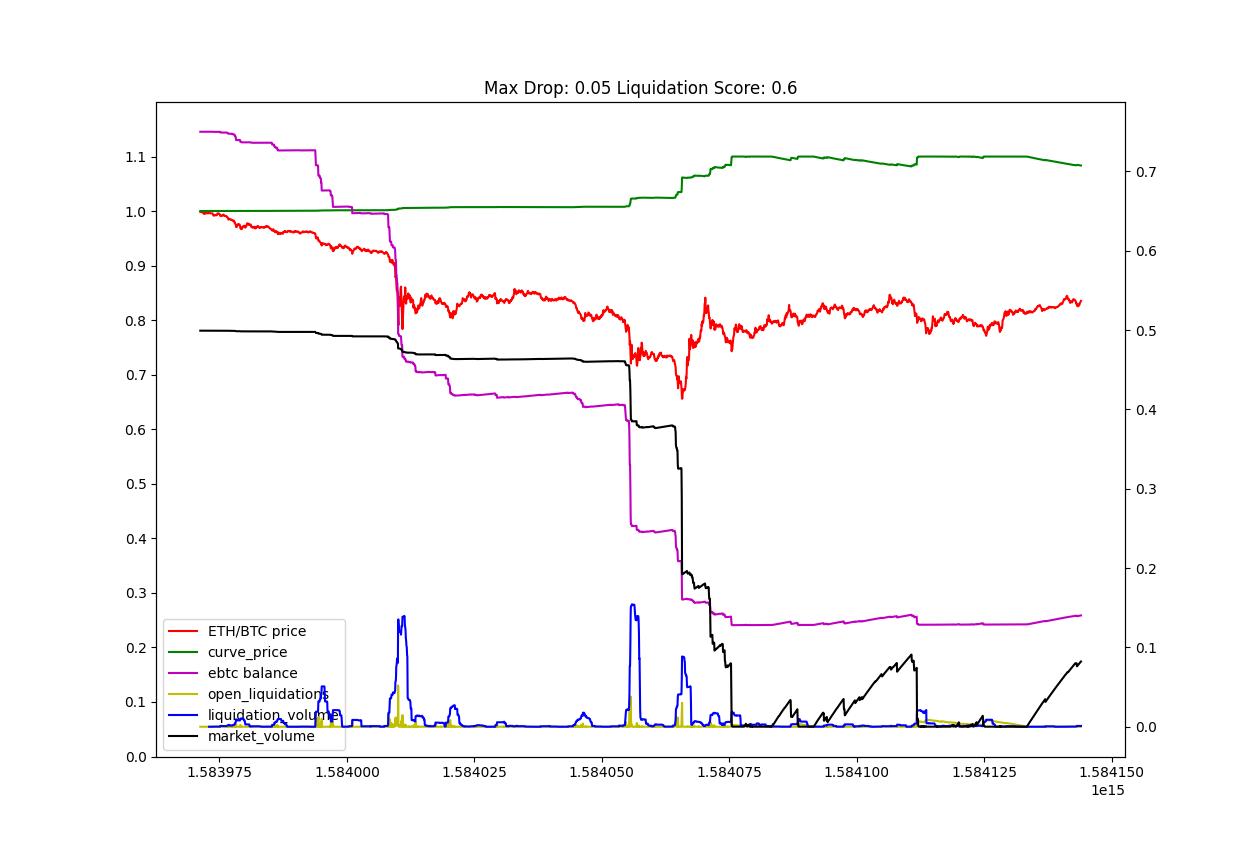 Max Drop: 0.05 Liquidation Score: 0.6
1.1
1.0
0.9
0.8
0.7
0.6
0.5
0.4
0.3
0.2
0.1
0.0
0.7
0.6
0.5
0.4
0.3
0.2
0.1
0.0
ETH/BTC price
curve_price
ebtc balance
open_liquidations
liquidation_volume
market_volume
1.583975 1.584000 1.584025 1.584050 1.584075 1.584100 1.584125 1.584150
1e15